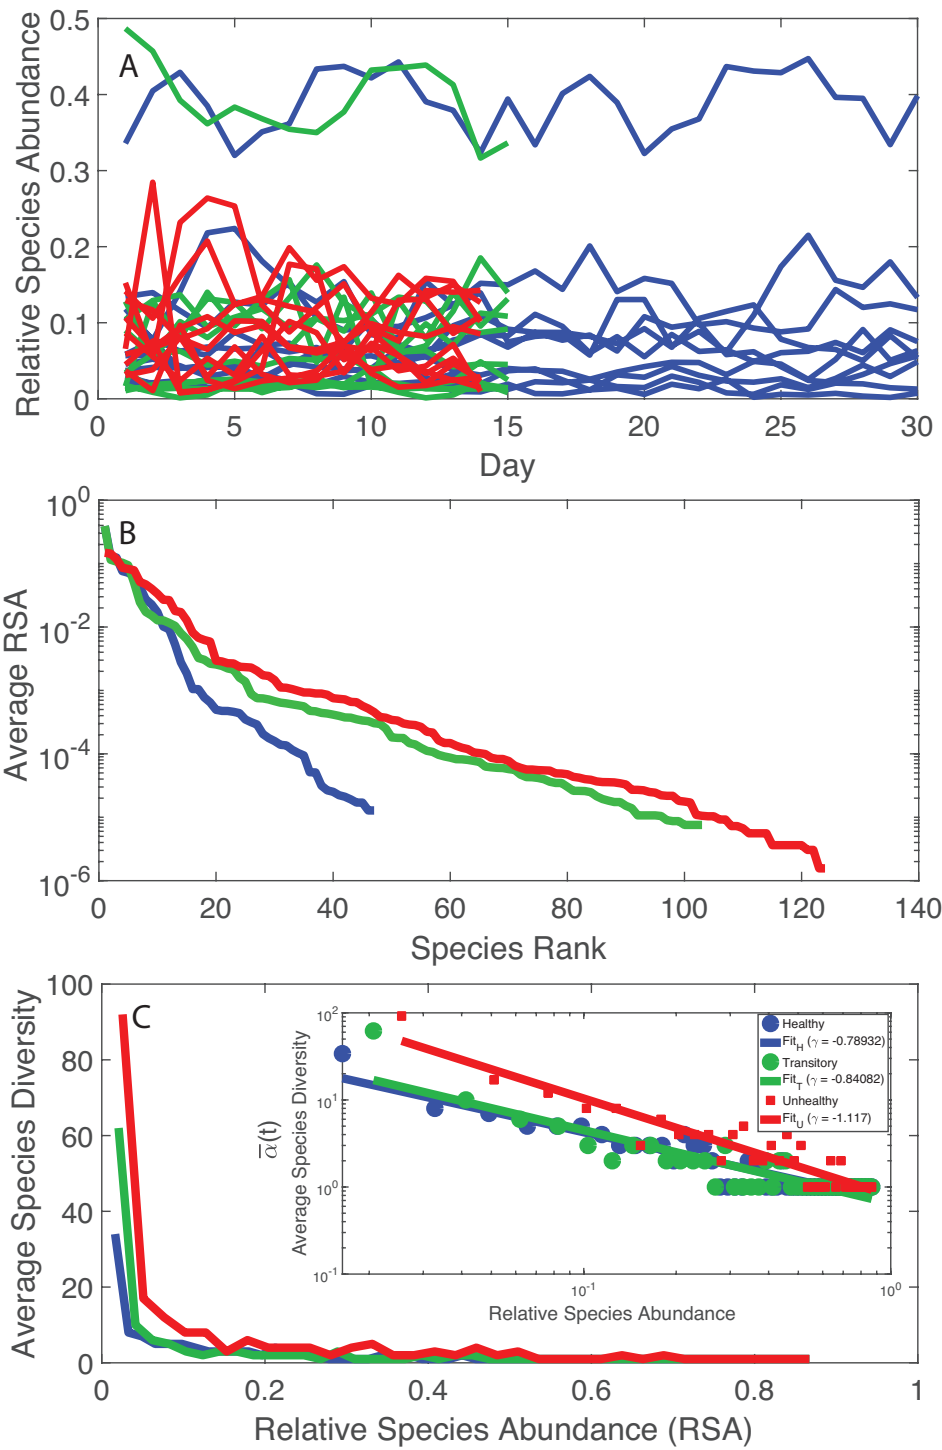 A
Relative Species Abundance
0.5
0.4
0.3
0.2
0.1
0
0 5 10 15 20 25 30
Day
B
Average RSA
10^0
10^-2
10^-4
10^-6
0 20 40 60 80 100 120 140
Species Rank
C
Average Species Diversity
100
80
60
40
20
0
0 0.2 0.4 0.6 0.8 1
Relative Species Abundance (RSA)
ᾱ(t)
Average Species Diversity
10^2
10^1
10^0
10^-1
10^-1 10^0
Relative Species Abundance
Healthy
Fit_H (γ = -0.78932)
Transitory
Fit_T (γ = -0.84082)
Unhealthy
Fit_U (γ = -1.117)